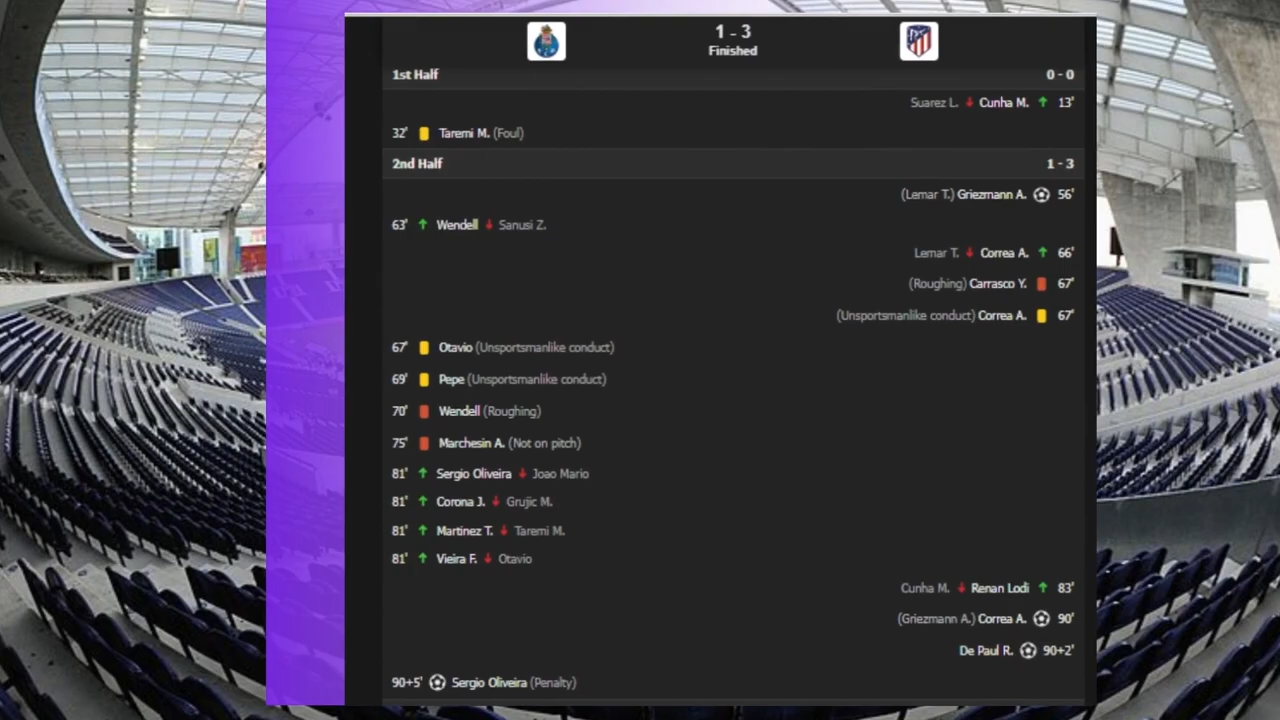 1 - 3
Finished
1st Half 0 - 0
Suarez L. Cunha M. 13'
32' Taremi M. (Foul)
2nd Half 1 - 3
(Lemar T.) Griezmann A. 56'
63' Wendell Sanusi Z.
Lemar T. Correa A. 66'
(Roughing) Carrasco Y. 67'
(Unsportsmanlike conduct) Correa A. 67'
67' Otavio (Unsportsmanlike conduct)
69' Pepe (Unsportsmanlike conduct)
70' Wendell (Roughing)
75' Marchesin A. (Not on pitch)
81' Sergio Oliveira Joao Mario
81' Corona J. Grujic M.
81' Martinez T. Taremi M.
81' Vieira F. Otavio
Cunha M. Renan Lodi 83'
(Griezmann A.) Correa A. 90'
De Paul R. 90+2'
90+5' Sergio Oliveira (Penalty)